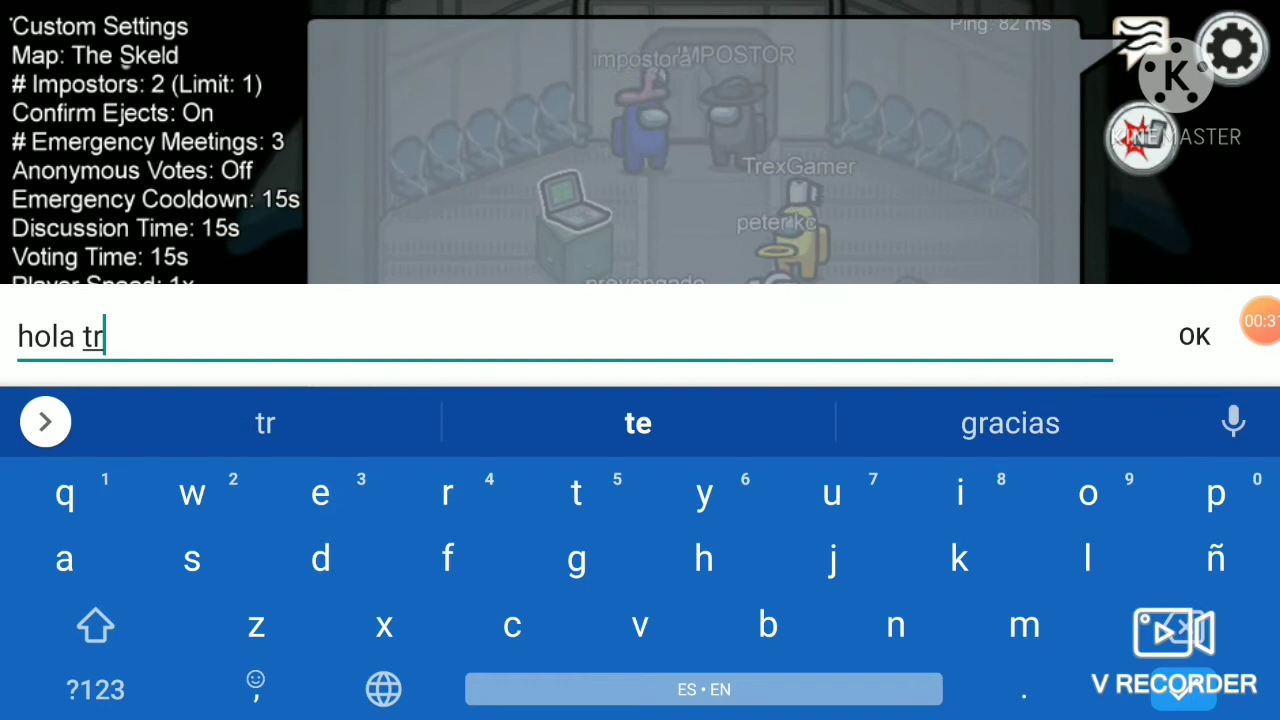 Custom Settings
Map: The Skeld
# Impostors: 2 (Limit: 1)
Confirm Ejects: On
# Emergency Meetings: 3
Anonymous Votes: Off
Emergency Cooldown: 15s
Discussion Time: 15s
Voting Time: 15s
Player Speed: 1x
Ping: 82 ms
impostora
IMPOSTOR
TrexGamer
peter kc
K
KINEMASTER
hola tr
OK
00:31
tr te gracias
q 1 w 2 e 3 r 4 t 5 y 6 u 7 i 8 o 9 p 0
a s d f g h j k l ñ
z x c v b n m
?123 , ES • EN .
V RECORDER